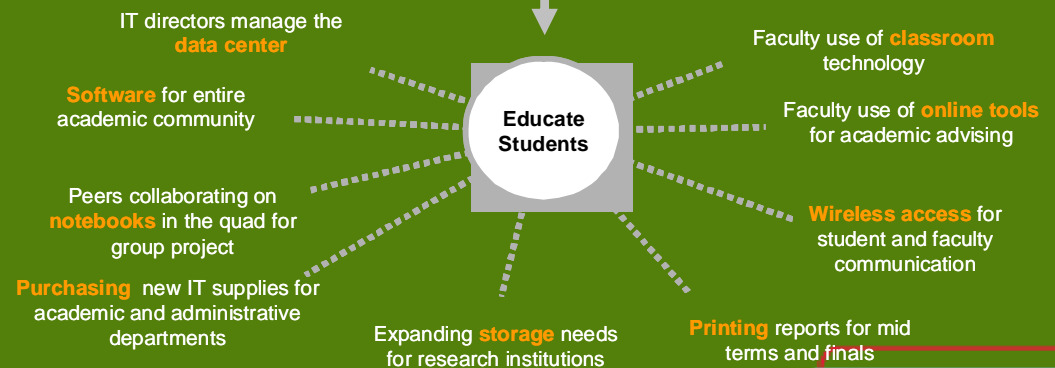 IT directors manage the
data center
Software for entire
academic community
Peers collaborating on
notebooks in the quad for
group project
Purchasing new IT supplies for
academic and administrative
departments
Educate
Students
Expanding storage needs
for research institutions
Faculty use of classroom
technology
Faculty use of online tools
for academic advising
Wireless access for
student and faculty
communication
Printing reports for mid
terms and finals